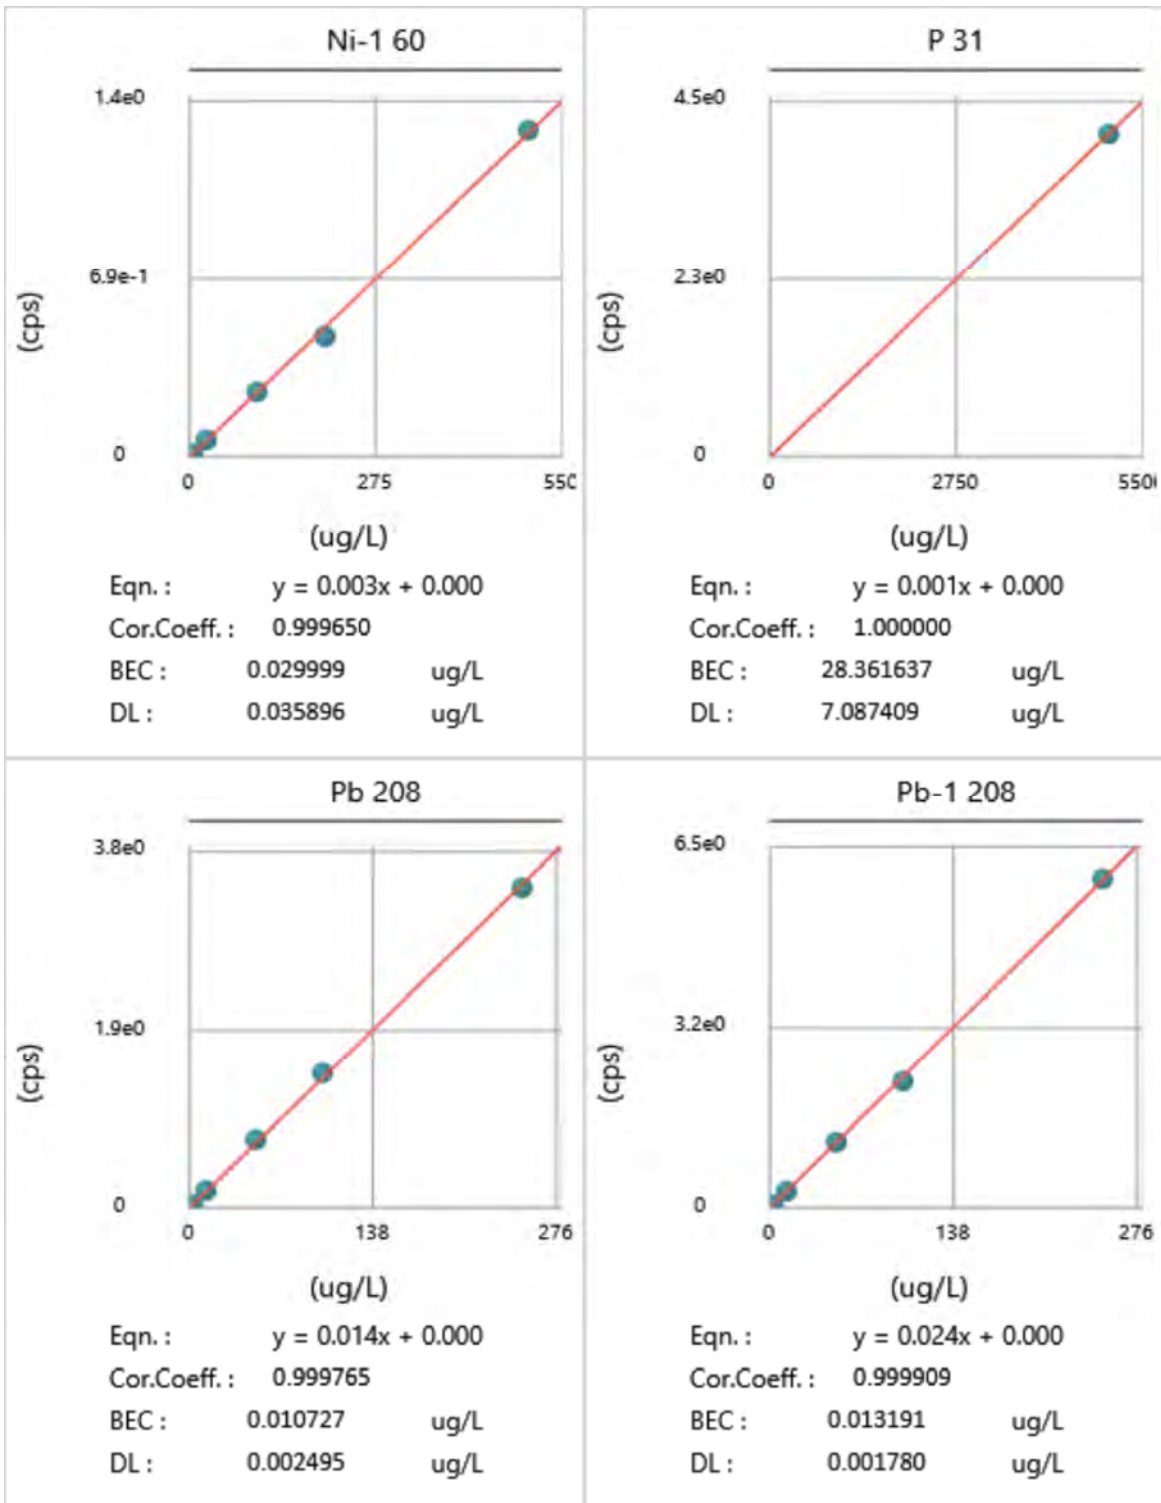 Ni-1 60
1.4e0
6.9e-1
0
(cps)
0 275 550
(ug/L)
Eqn. : y = 0.003x + 0.000
Cor.Coeff. : 0.999650
BEC : 0.029999 ug/L
DL : 0.035896 ug/L
P 31
4.5e0
2.3e0
0
(cps)
0 2750 550
(ug/L)
Eqn. : y = 0.001x + 0.000
Cor.Coeff. : 1.000000
BEC : 28.361637 ug/L
DL : 7.087409 ug/L
Pb 208
3.8e0
1.9e0
0
(cps)
0 138 276
(ug/L)
Eqn. : y = 0.014x + 0.000
Cor.Coeff. : 0.999765
BEC : 0.010727 ug/L
DL : 0.002495 ug/L
Pb-1 208
6.5e0
3.2e0
0
(cps)
0 138 276
(ug/L)
Eqn. : y = 0.024x + 0.000
Cor.Coeff. : 0.999909
BEC : 0.013191 ug/L
DL : 0.001780 ug/L